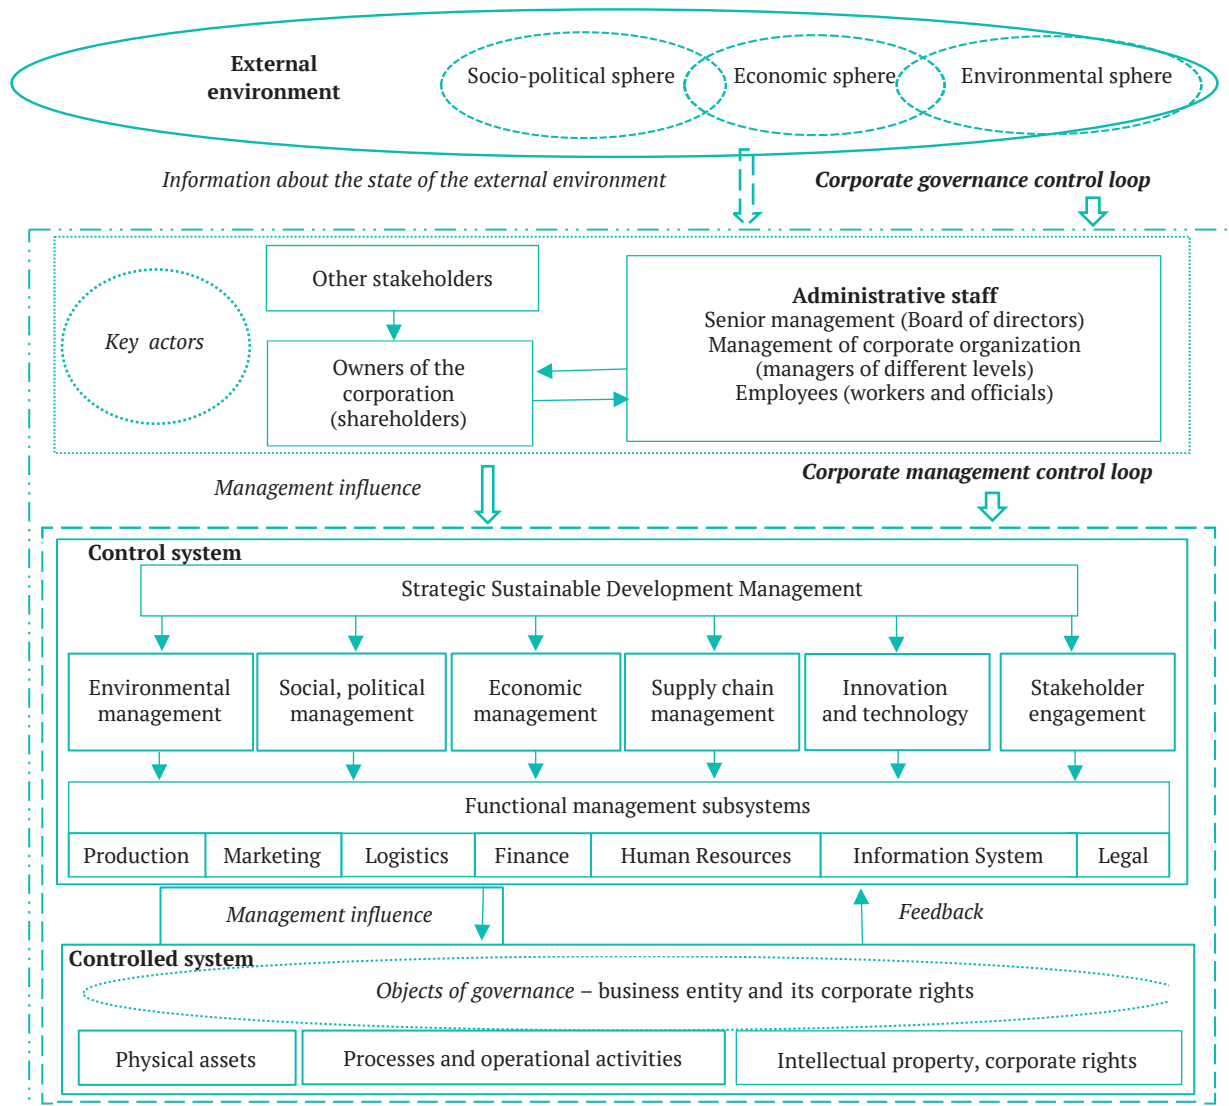 External
environment
Socio-political sphere
Economic sphere
Environmental sphere
Information about the state of the external environment
Corporate governance control loop
Key actors
Other stakeholders
Owners of the
corporation
(shareholders)
Administrative staff
Senior management (Board of directors)
Management of corporate organization
(managers of different levels)
Employees (workers and officials)
Management influence
Corporate management control loop
Control system
Strategic Sustainable Development Management
Environmental
management
Social, political
management
Economic
management
Supply chain
management
Innovation
and technology
Stakeholder
engagement
Functional management subsystems
Production
Marketing
Logistics
Finance
Human Resources
Information System
Legal
Management influence
Feedback
Controlled system
Objects of governance – business entity and its corporate rights
Physical assets
Processes and operational activities
Intellectual property, corporate rights